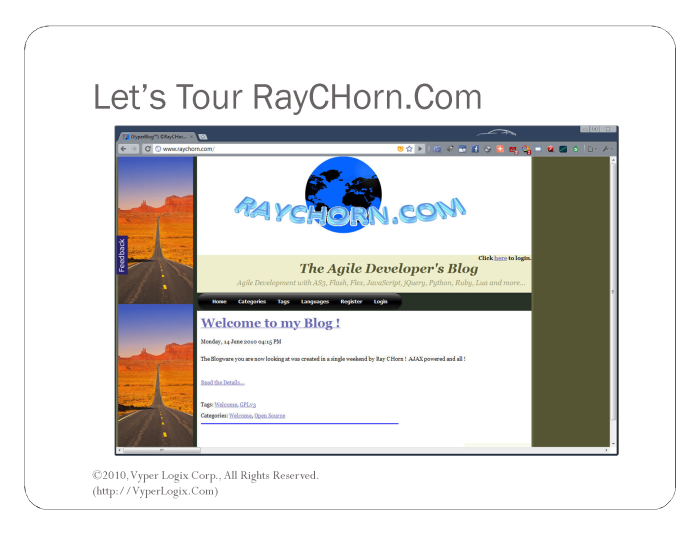 Let's Tour RayCHorn.Com
(HyperBlog™) ©RayCHor...
www.raychorn.com/
RAYCHORN.COM
Feedback
Click here to login.
The Agile Developer's Blog
Agile Development with AS3, Flash, Flex, JavaScript, jQuery, Python, Ruby, Lua and more...
Home Categories Tags Languages Register Login
Welcome to my Blog !
Monday, 14 June 2010 04:15 PM
The Blogware you are now looking at was created in a single weekend by Ray C Horn ! AJAX powered and all !
Read the Details...
Tags: Welcome, GPLv3
Categories: Welcome, Open Source
©2010, Vyper Logix Corp., All Rights Reserved.
(http://VyperLogix.Com)